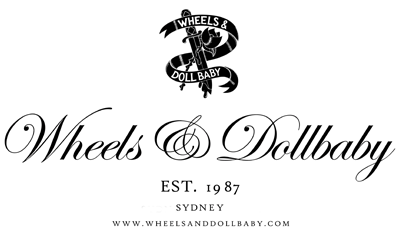 WHEELS &
DOLL BABY
Wheels & Dollbaby
EST. 1987
SYDNEY
WWW.WHEELSANDDOLLBABY.COM